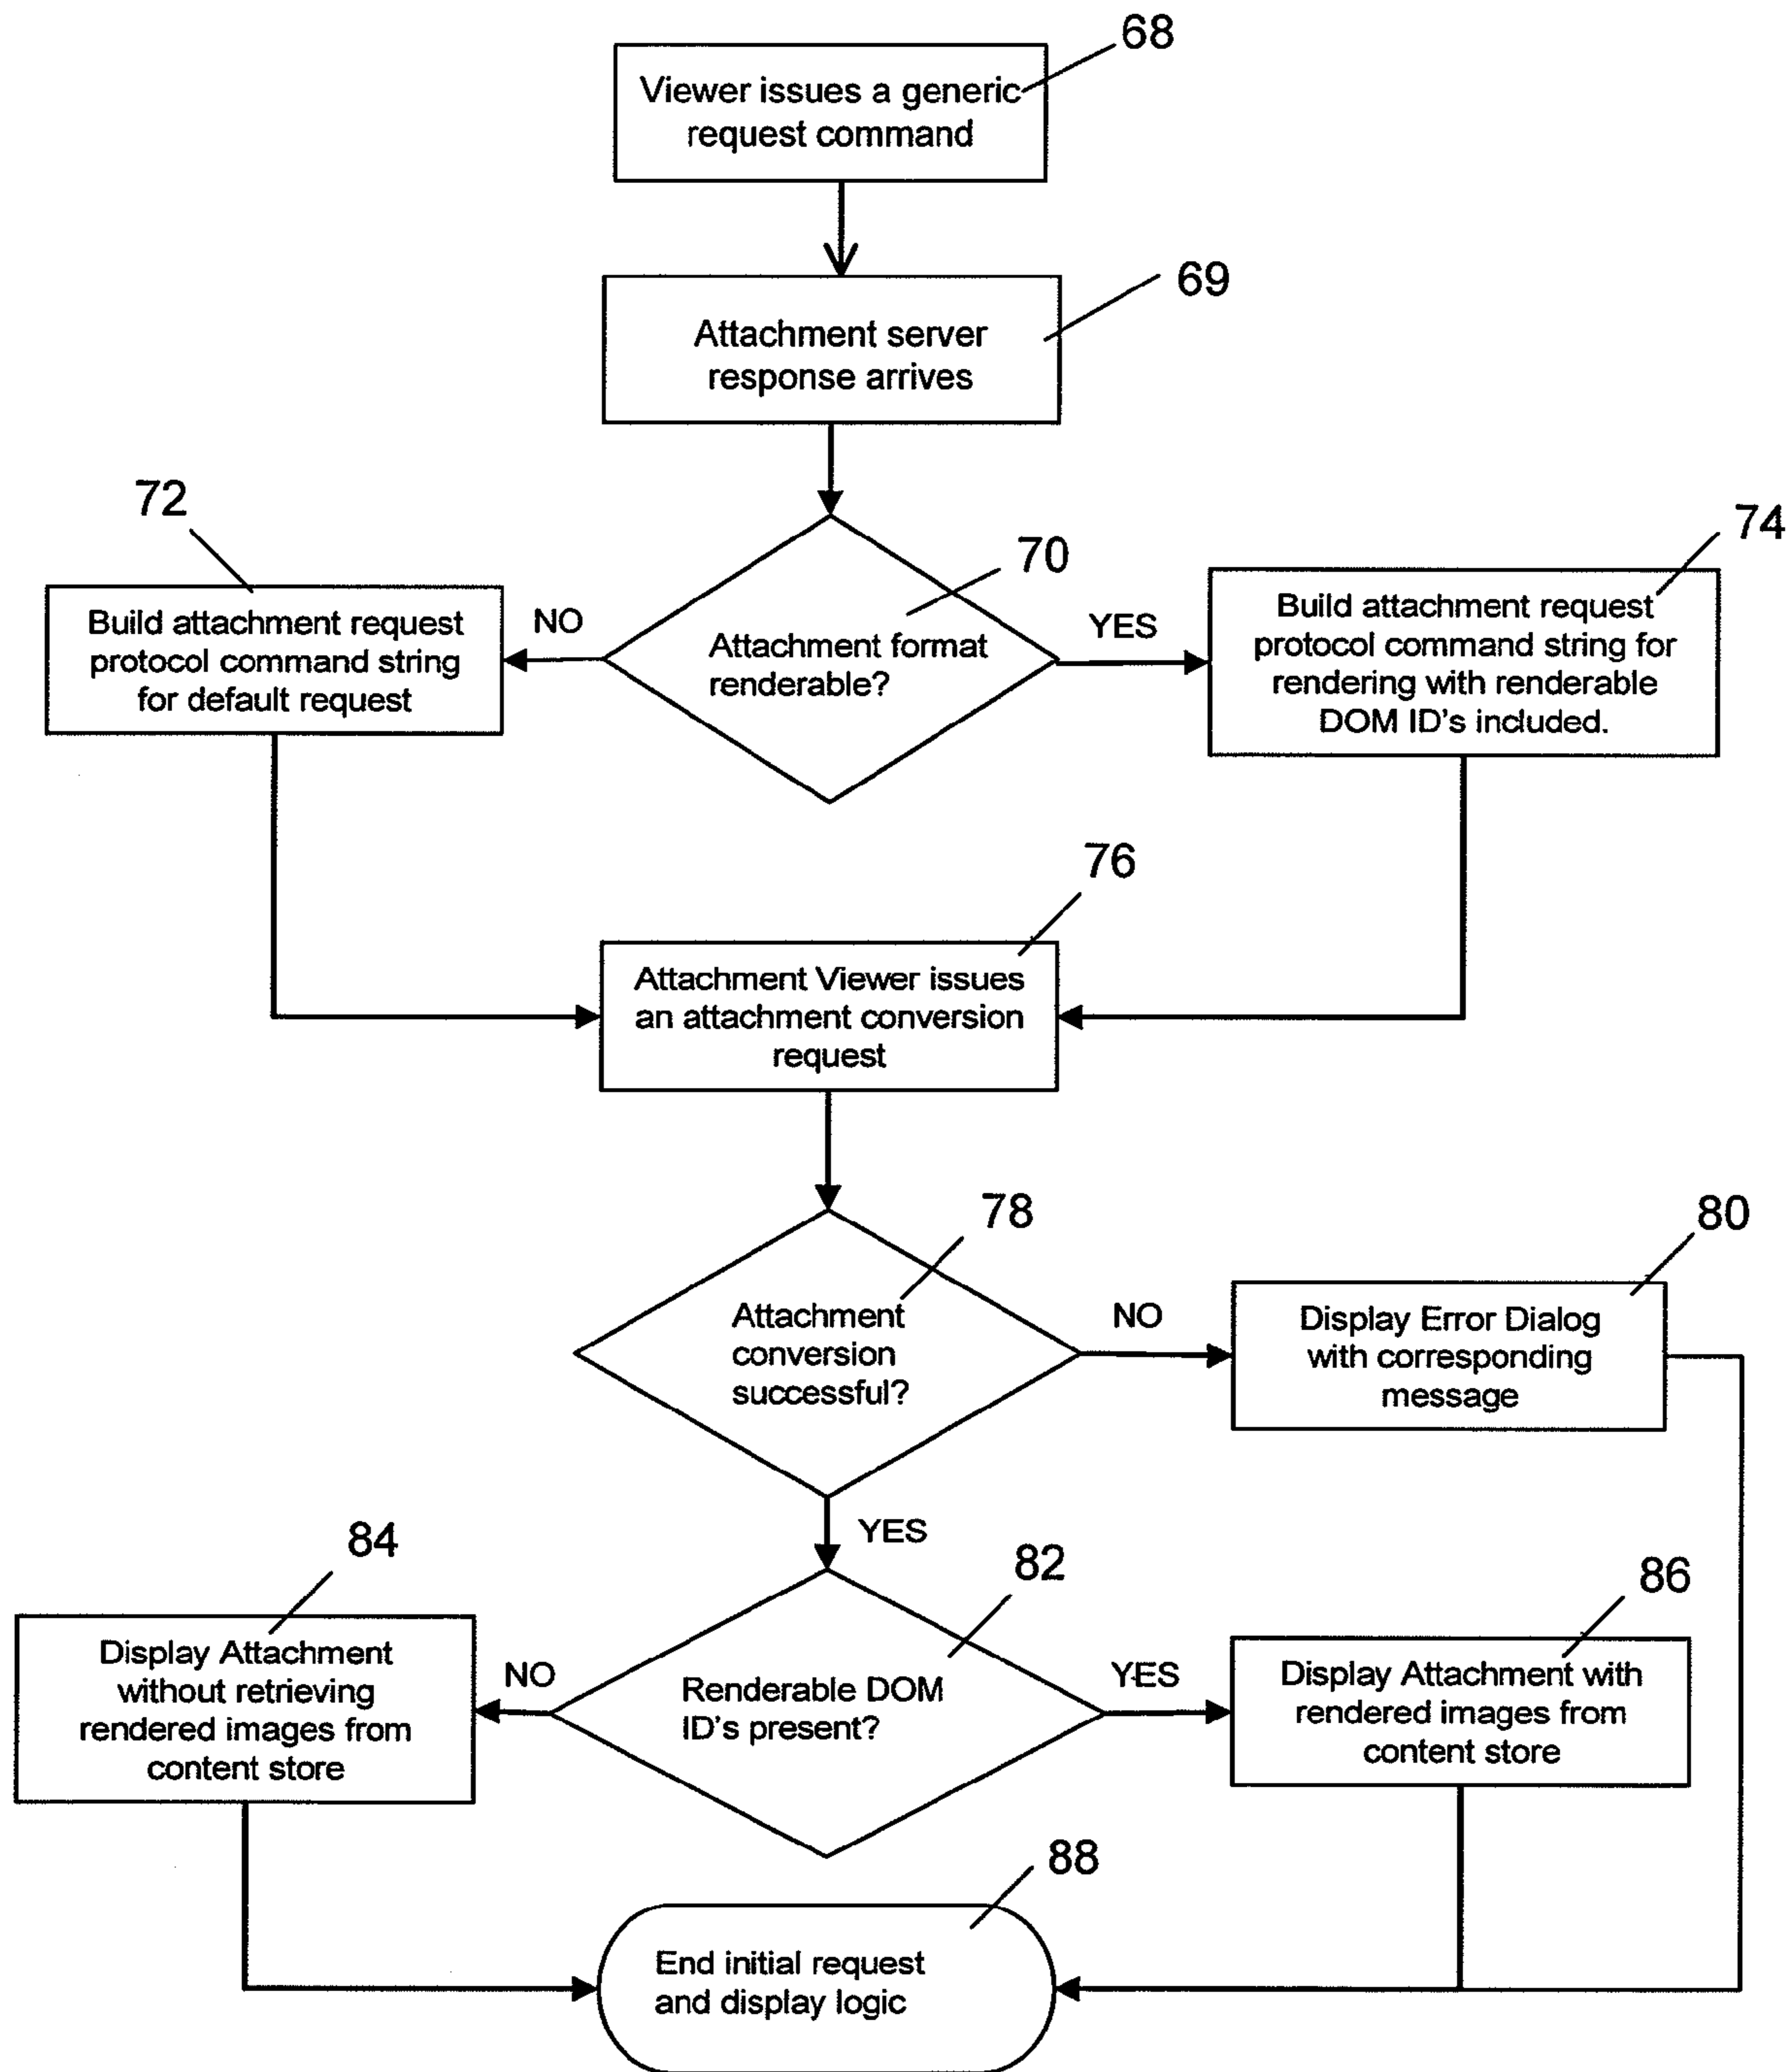 68
Viewer issues a generic
request command
69
Attachment server
response arrives
72
70
74
Build attachment request
protocol command string
for default request
NO
Attachment format
renderable?
YES
Build attachment request
protocol command string for
rendering with renderable
DOM ID's included.
76
Attachment Viewer issues
an attachment conversion
request
78
80
Attachment
conversion
successful?
NO
Display Error Dialog
with corresponding
message
YES
84
82
86
Display Attachment
without retrieving
rendered images from
content store
NO
Renderable DOM
ID's present?
YES
Display Attachment with
rendered images from
content store
88
End initial request
and display logic